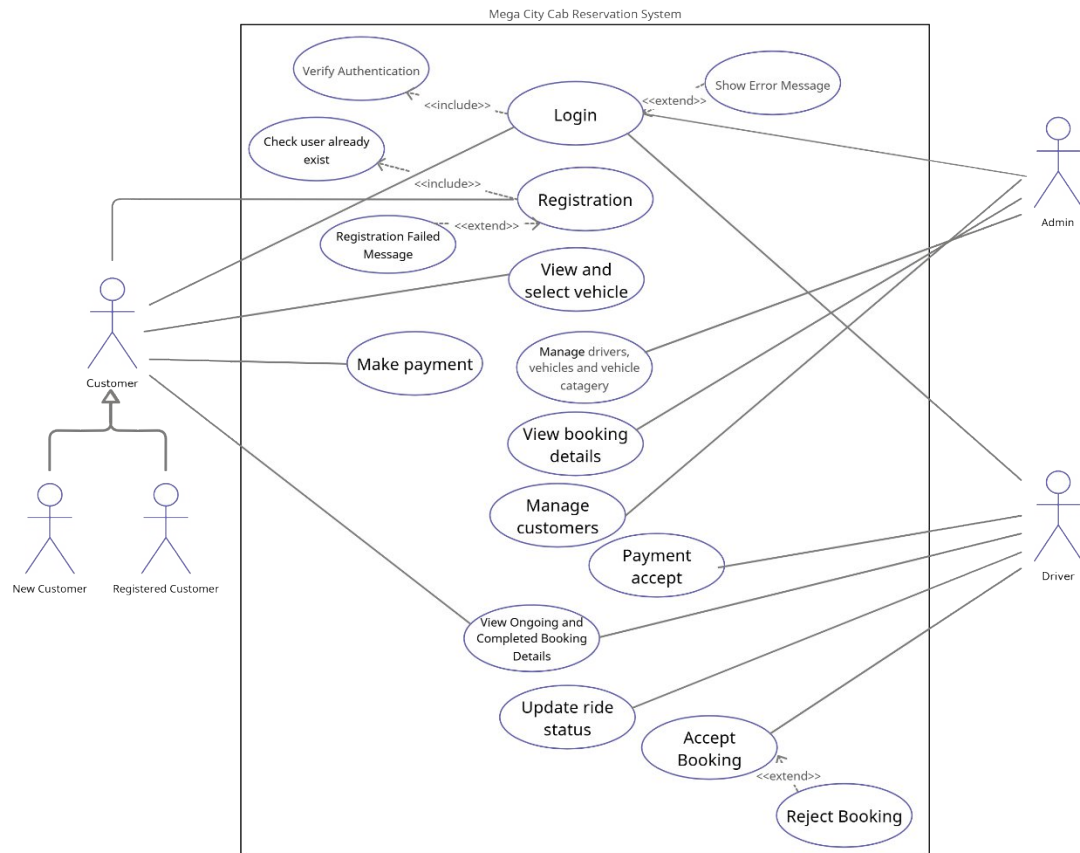 Mega City Cab Reservation System
Verify Authentication
<<include>>
Login
<<extend>>
Show Error Message
Check user already
exist
<<include>>
Registration
Registration Failed
Message
<<extend>>
View and
select vehicle
Admin
Customer
Make payment
Manage drivers,
vehicles and vehicle
catagery
View booking
details
Manage
customers
Payment
accept
New Customer
Registered Customer
Driver
View Ongoing and
Completed Booking
Details
Update ride
status
Accept
Booking
<<extend>>
Reject Booking